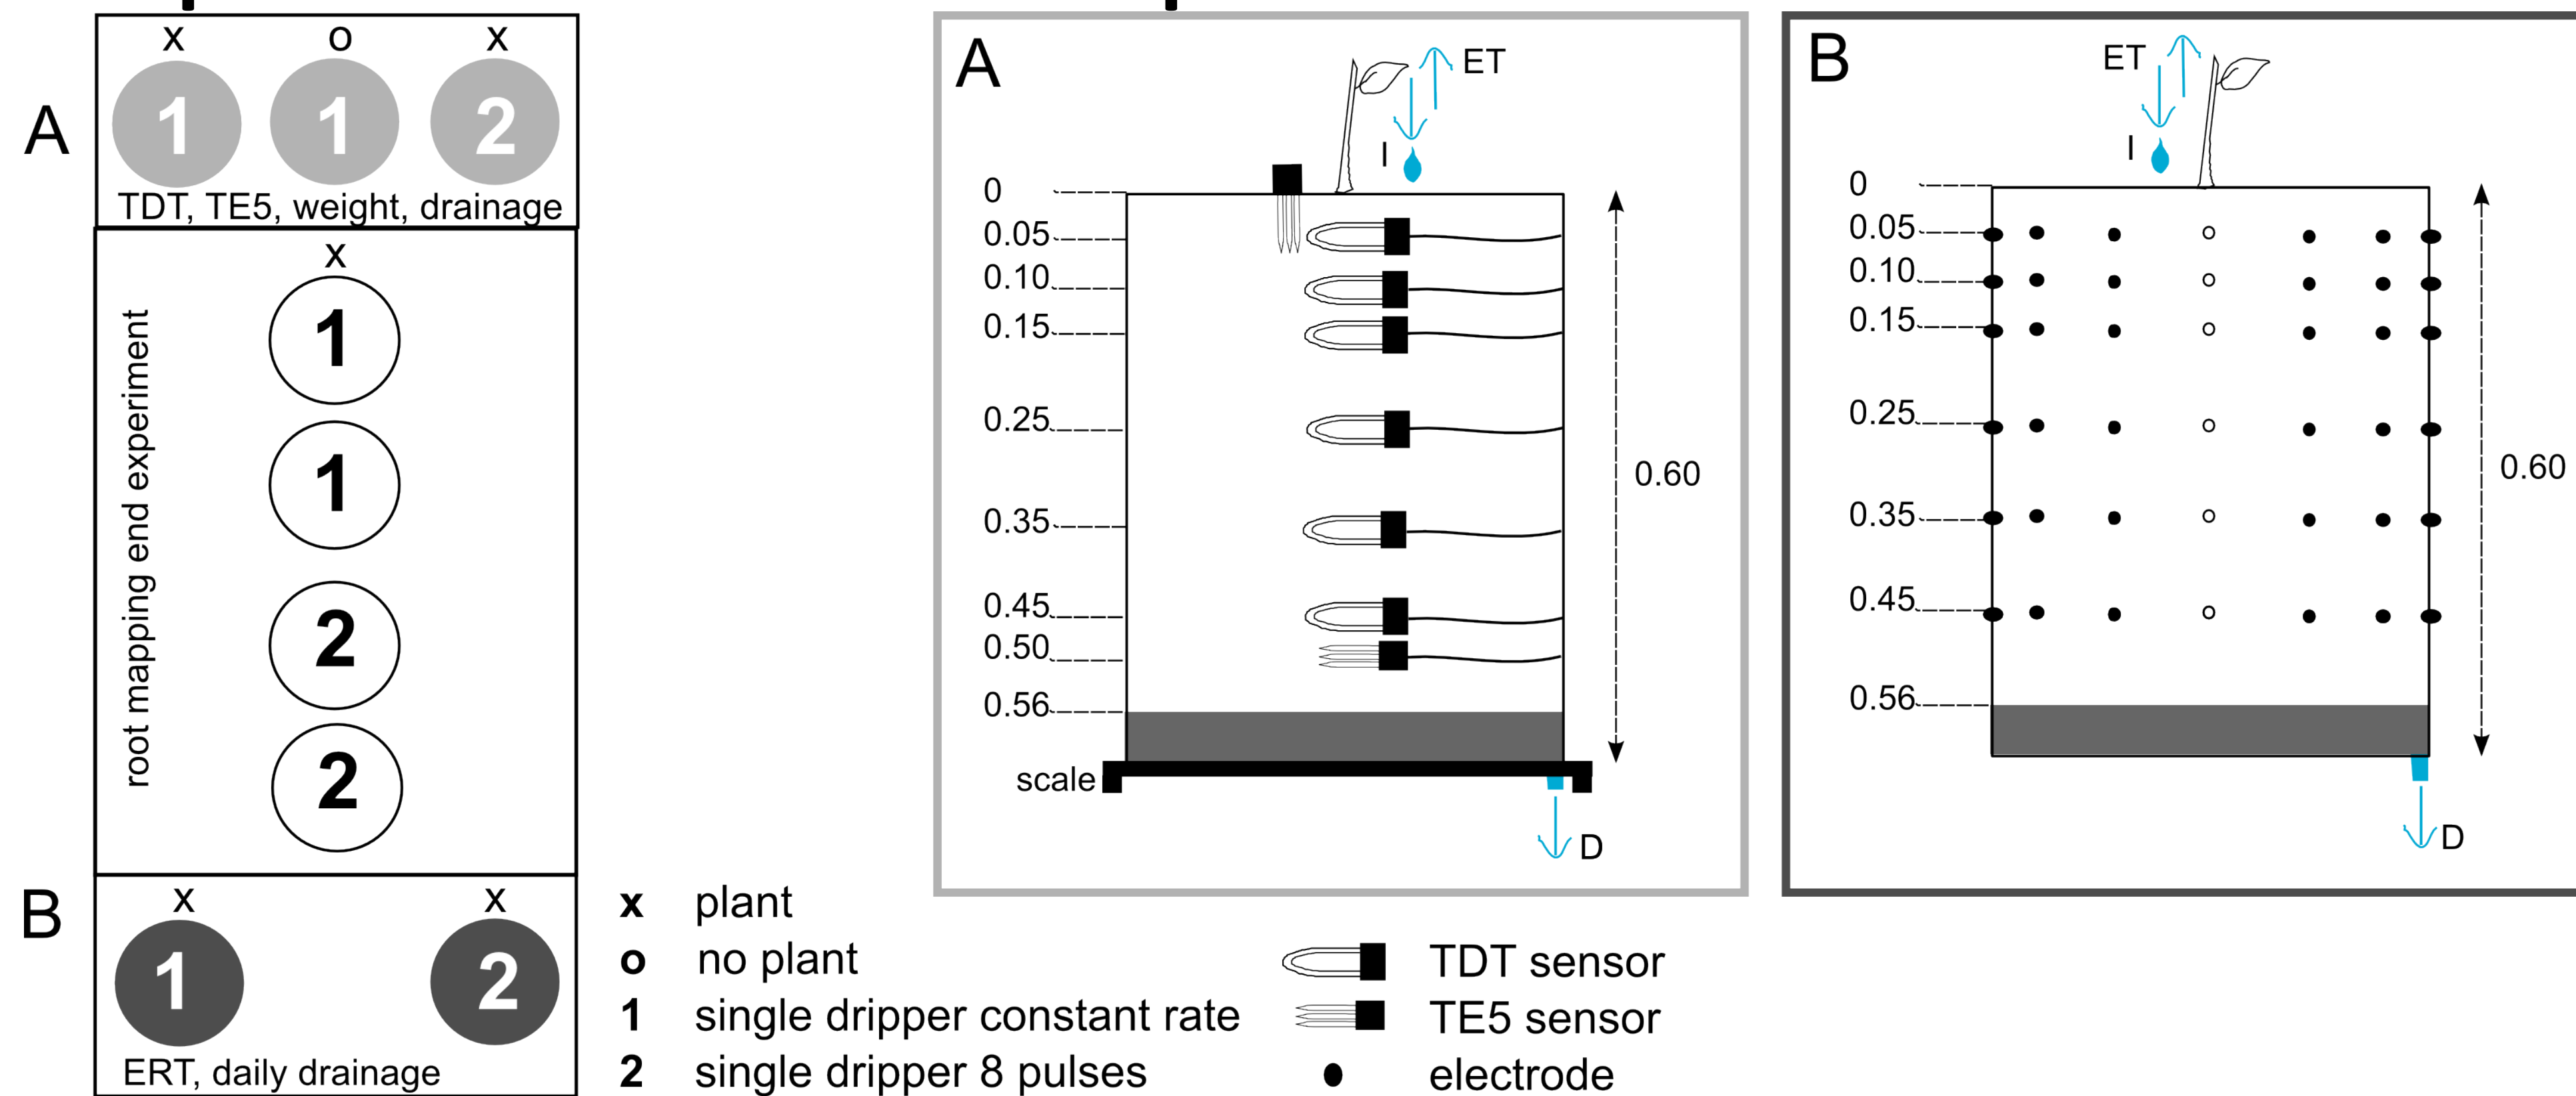 A
x o x
1 1 2
TDT, TE5, weight, drainage
root mapping end experiment
x
1
1
2
2
B
x x
1 2
ERT, daily drainage
x plant
o no plant
1 single dripper constant rate
2 single dripper 8 pulses
TDT sensor
TE5 sensor
electrode
A
ET
I
0
0.05
0.10
0.15
0.25
0.35
0.45
0.50
0.56
0.60
scale
D
B
ET
I
0
0.05
0.10
0.15
0.25
0.35
0.45
0.56
0.60
D